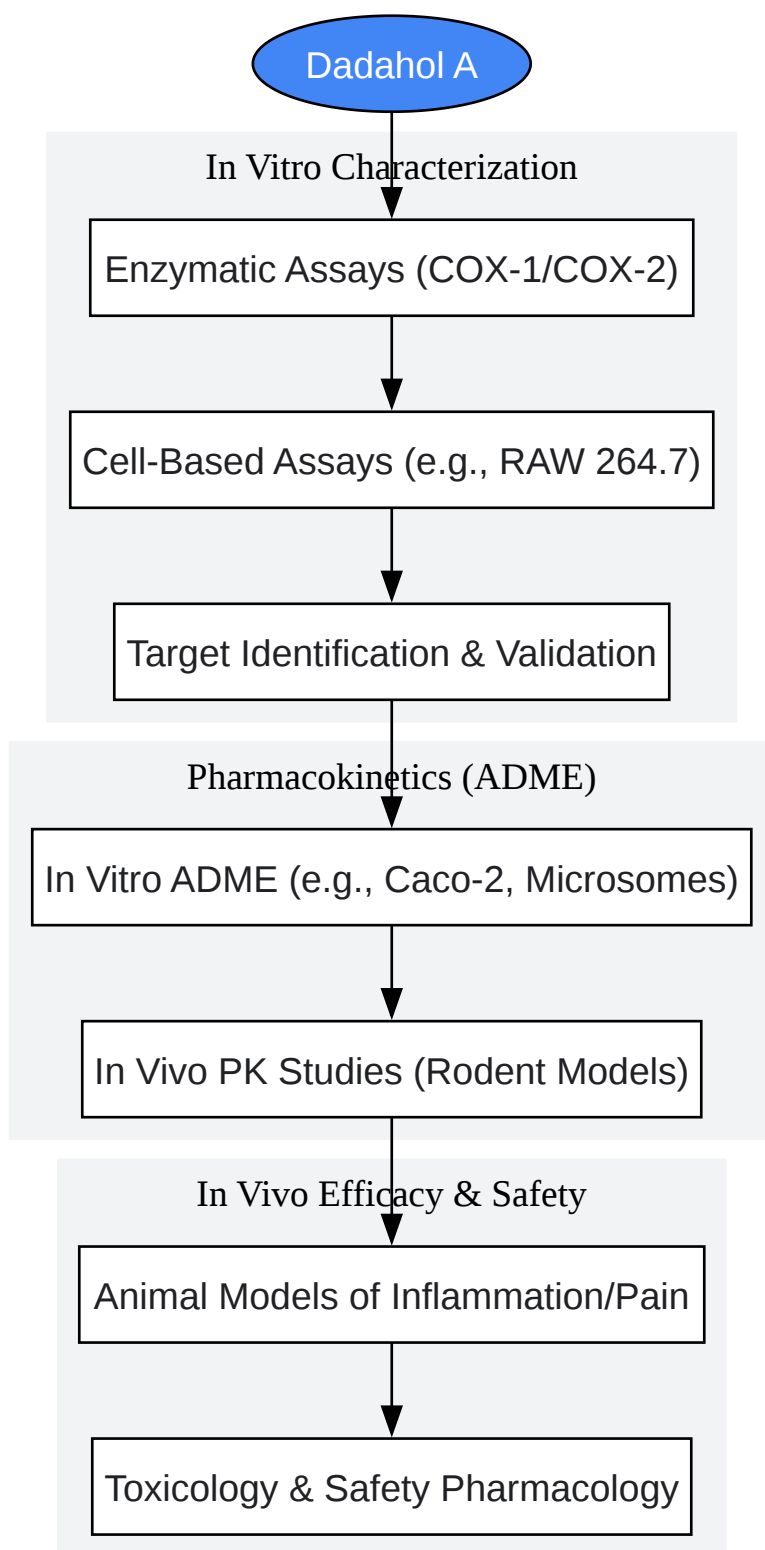 Dadahol A
In Vitro Characterization
Enzymatic Assays (COX-1/COX-2)
Cell-Based Assays (e.g., RAW 264.7)
Target Identification & Validation
Pharmacokinetics (ADME)
In Vitro ADME (e.g., Caco-2, Microsomes)
In Vivo PK Studies (Rodent Models)
In Vivo Efficacy & Safety
Animal Models of Inflammation/Pain
Toxicology & Safety Pharmacology